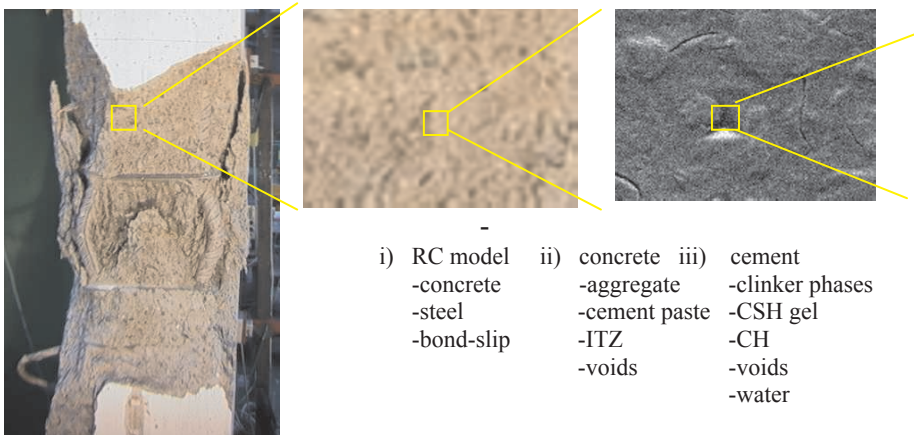 -
i) RC model ii) concrete iii) cement
-concrete -aggregate -clinker phases
-steel -cement paste -CSH gel
-bond-slip -ITZ -CH
-voids -voids
-water